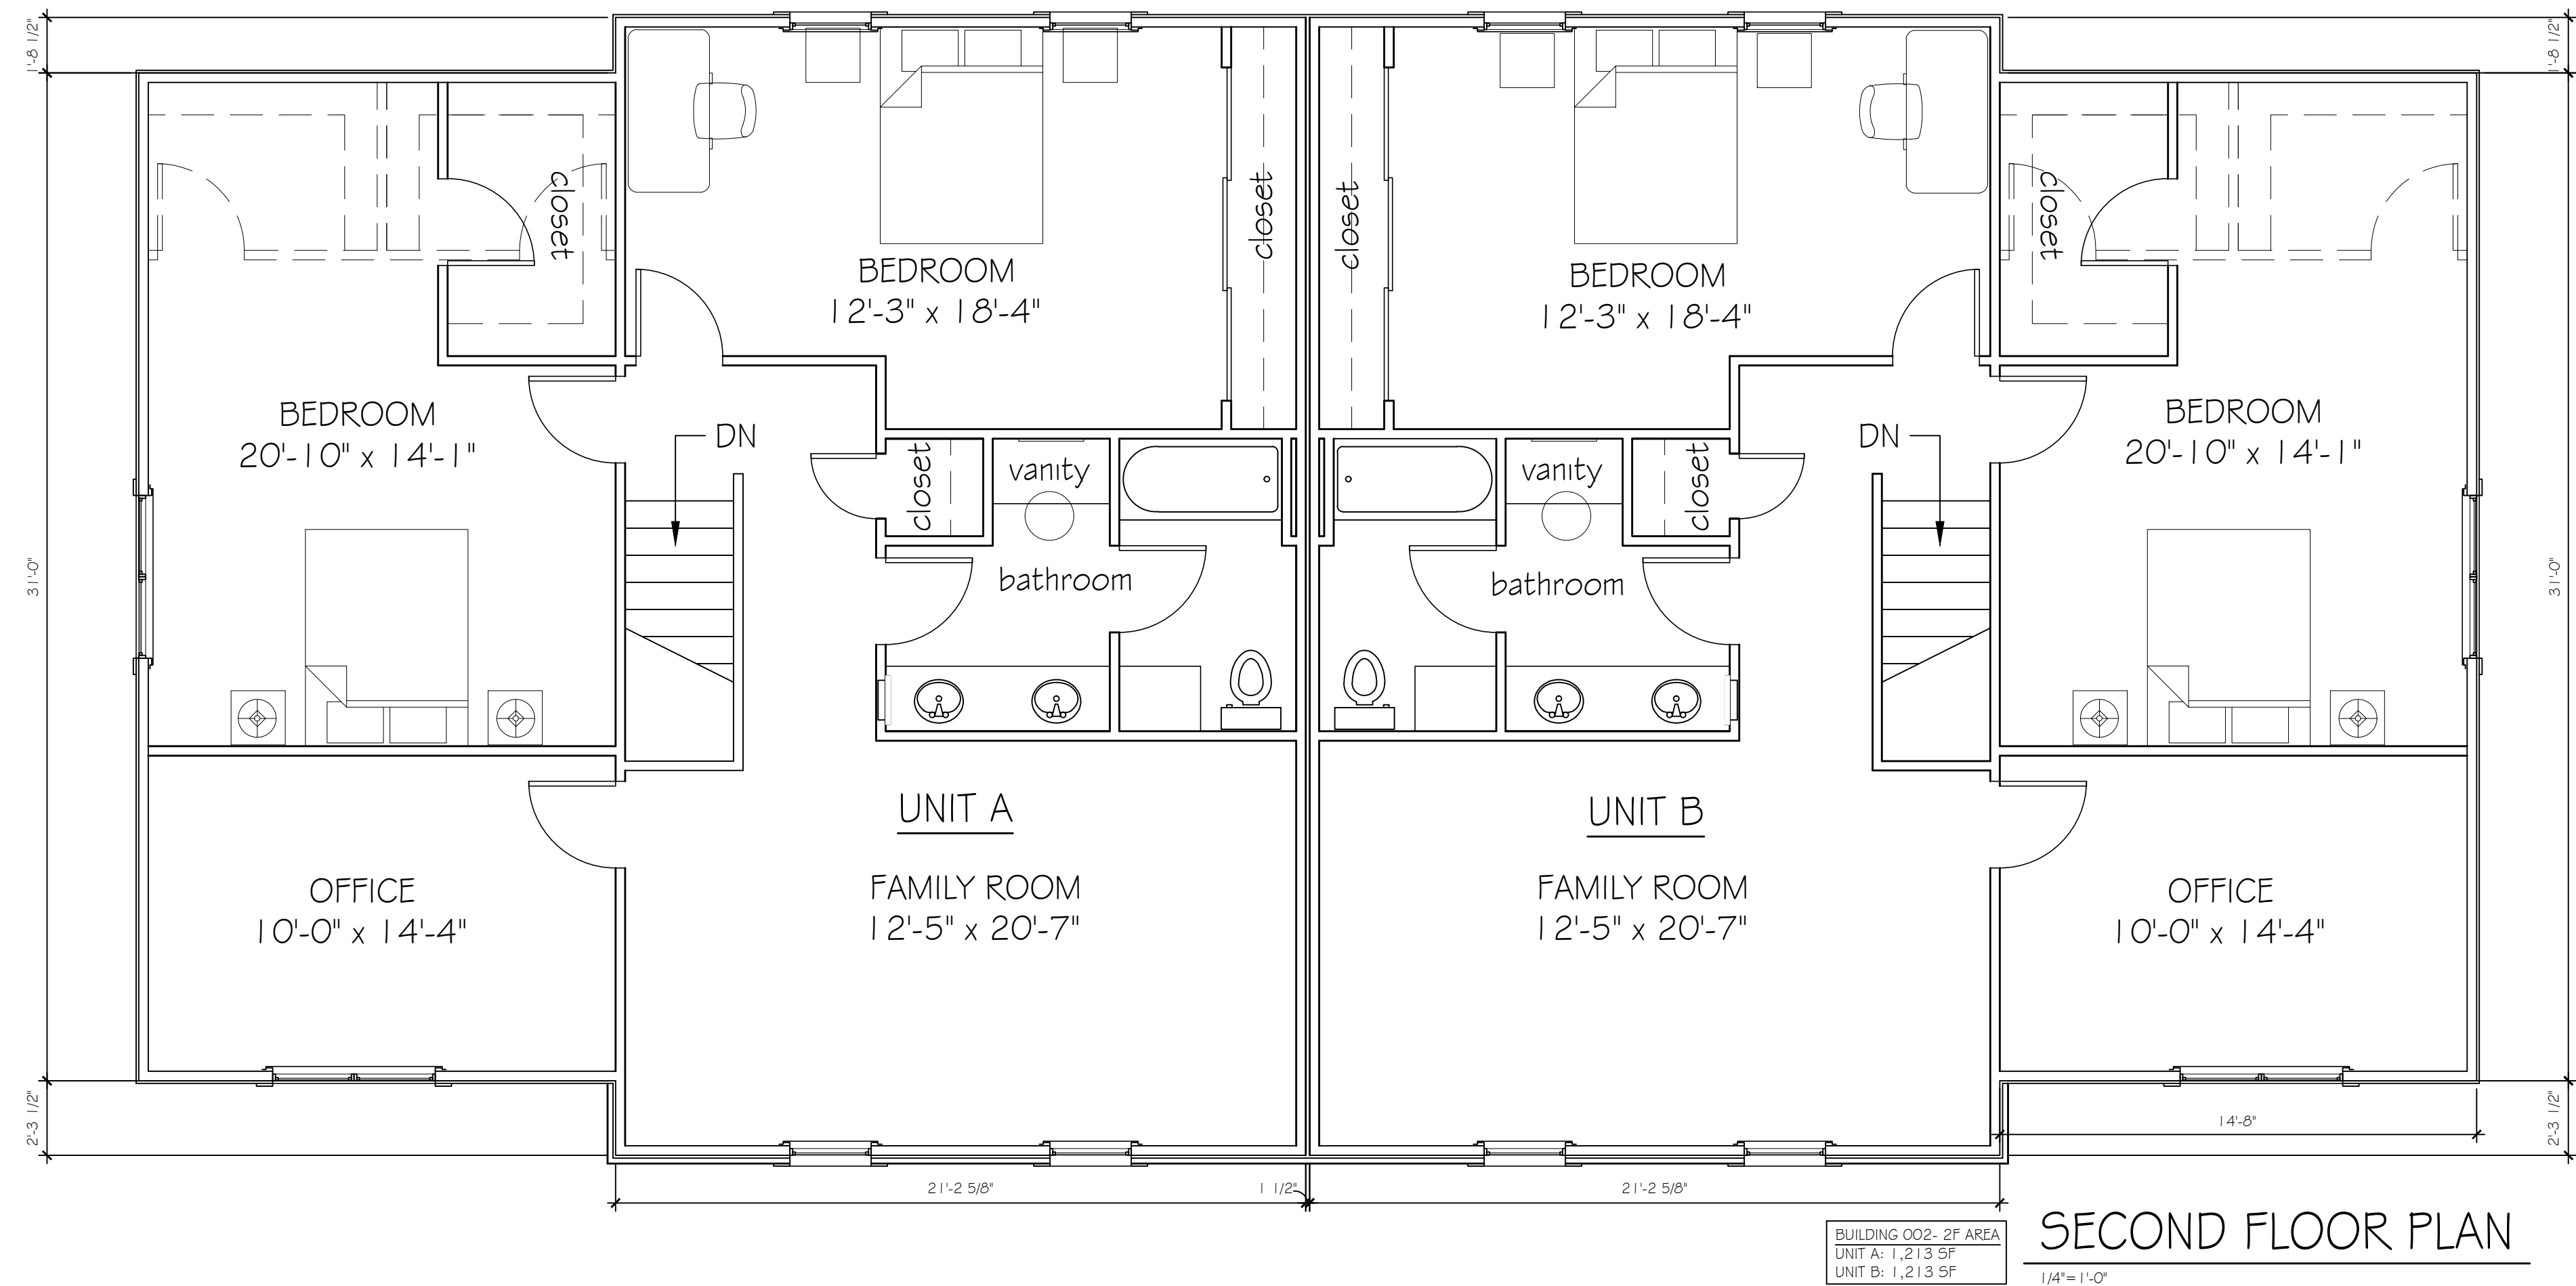 1'-8 1/2"
1'-8 1/2"
closet
closet
closet
closet
BEDROOM
12'-3" x 18'-4"
BEDROOM
12'-3" x 18'-4"
BEDROOM
20'-10" x 14'-1"
DN
closet
vanity
vanity
closet
DN
BEDROOM
20'-10" x 14'-1"
31'-0"
bathroom
bathroom
31'-0"
UNIT A
UNIT B
OFFICE
10'-0" x 14'-4"
FAMILY ROOM
12'-5" x 20'-7"
FAMILY ROOM
12'-5" x 20'-7"
OFFICE
10'-0" x 14'-4"
2'-3 1/2"
14'-8"
2'-3 1/2"
21'-2 5/8"
1 1/2"
21'-2 5/8"
BUILDING 002- 2F AREA
UNIT A: 1,213 SF
UNIT B: 1,213 SF
SECOND FLOOR PLAN
1/4"=1'-0"